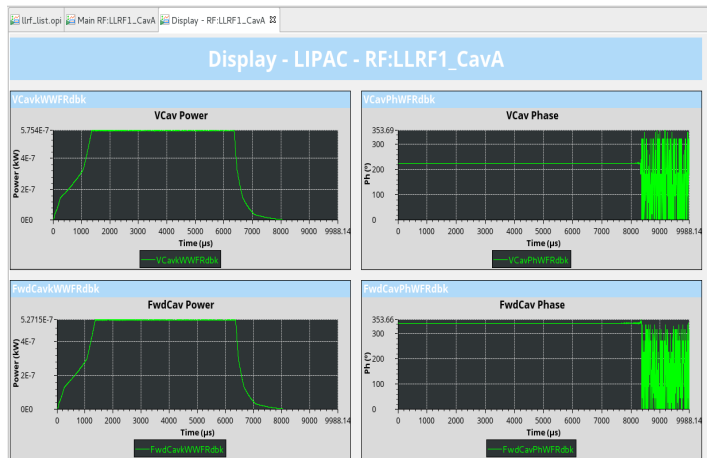 llrf_list.opi Main RF:LLRF1_CavA Display - RF:LLRF1_CavA
Display - LIPAC - RF:LLRF1_CavA
VCavkWWFRdbk
VCav Power
5.754E-7
4E-7
2E-7
0E0
Power (kW)
0 1000 2000 3000 4000 5000 6000 7000 8000 9988.14
Time (µs)
VCavkWWFRdbk
VCavPhWFRdbk
VCav Phase
353.69
300
200
100
0
Ph (º)
0 1000 2000 3000 4000 5000 6000 7000 8000 9988.14
Time (µs)
VCavPhWFRdbk
FwdCavkWWFRdbk
FwdCav Power
5.2715E-7
4E-7
2E-7
0E0
Power (kW)
0 1000 2000 3000 4000 5000 6000 7000 8000 9988.14
Time (µs)
FwdCavkWWFRdbk
FwdCavPhWFRdbk
FwdCav Phase
353.66
300
200
100
0
Ph (º)
0 1000 2000 3000 4000 5000 6000 7000 8000 9000 9988.14
Time (µs)
FwdCavPhWFRdbk